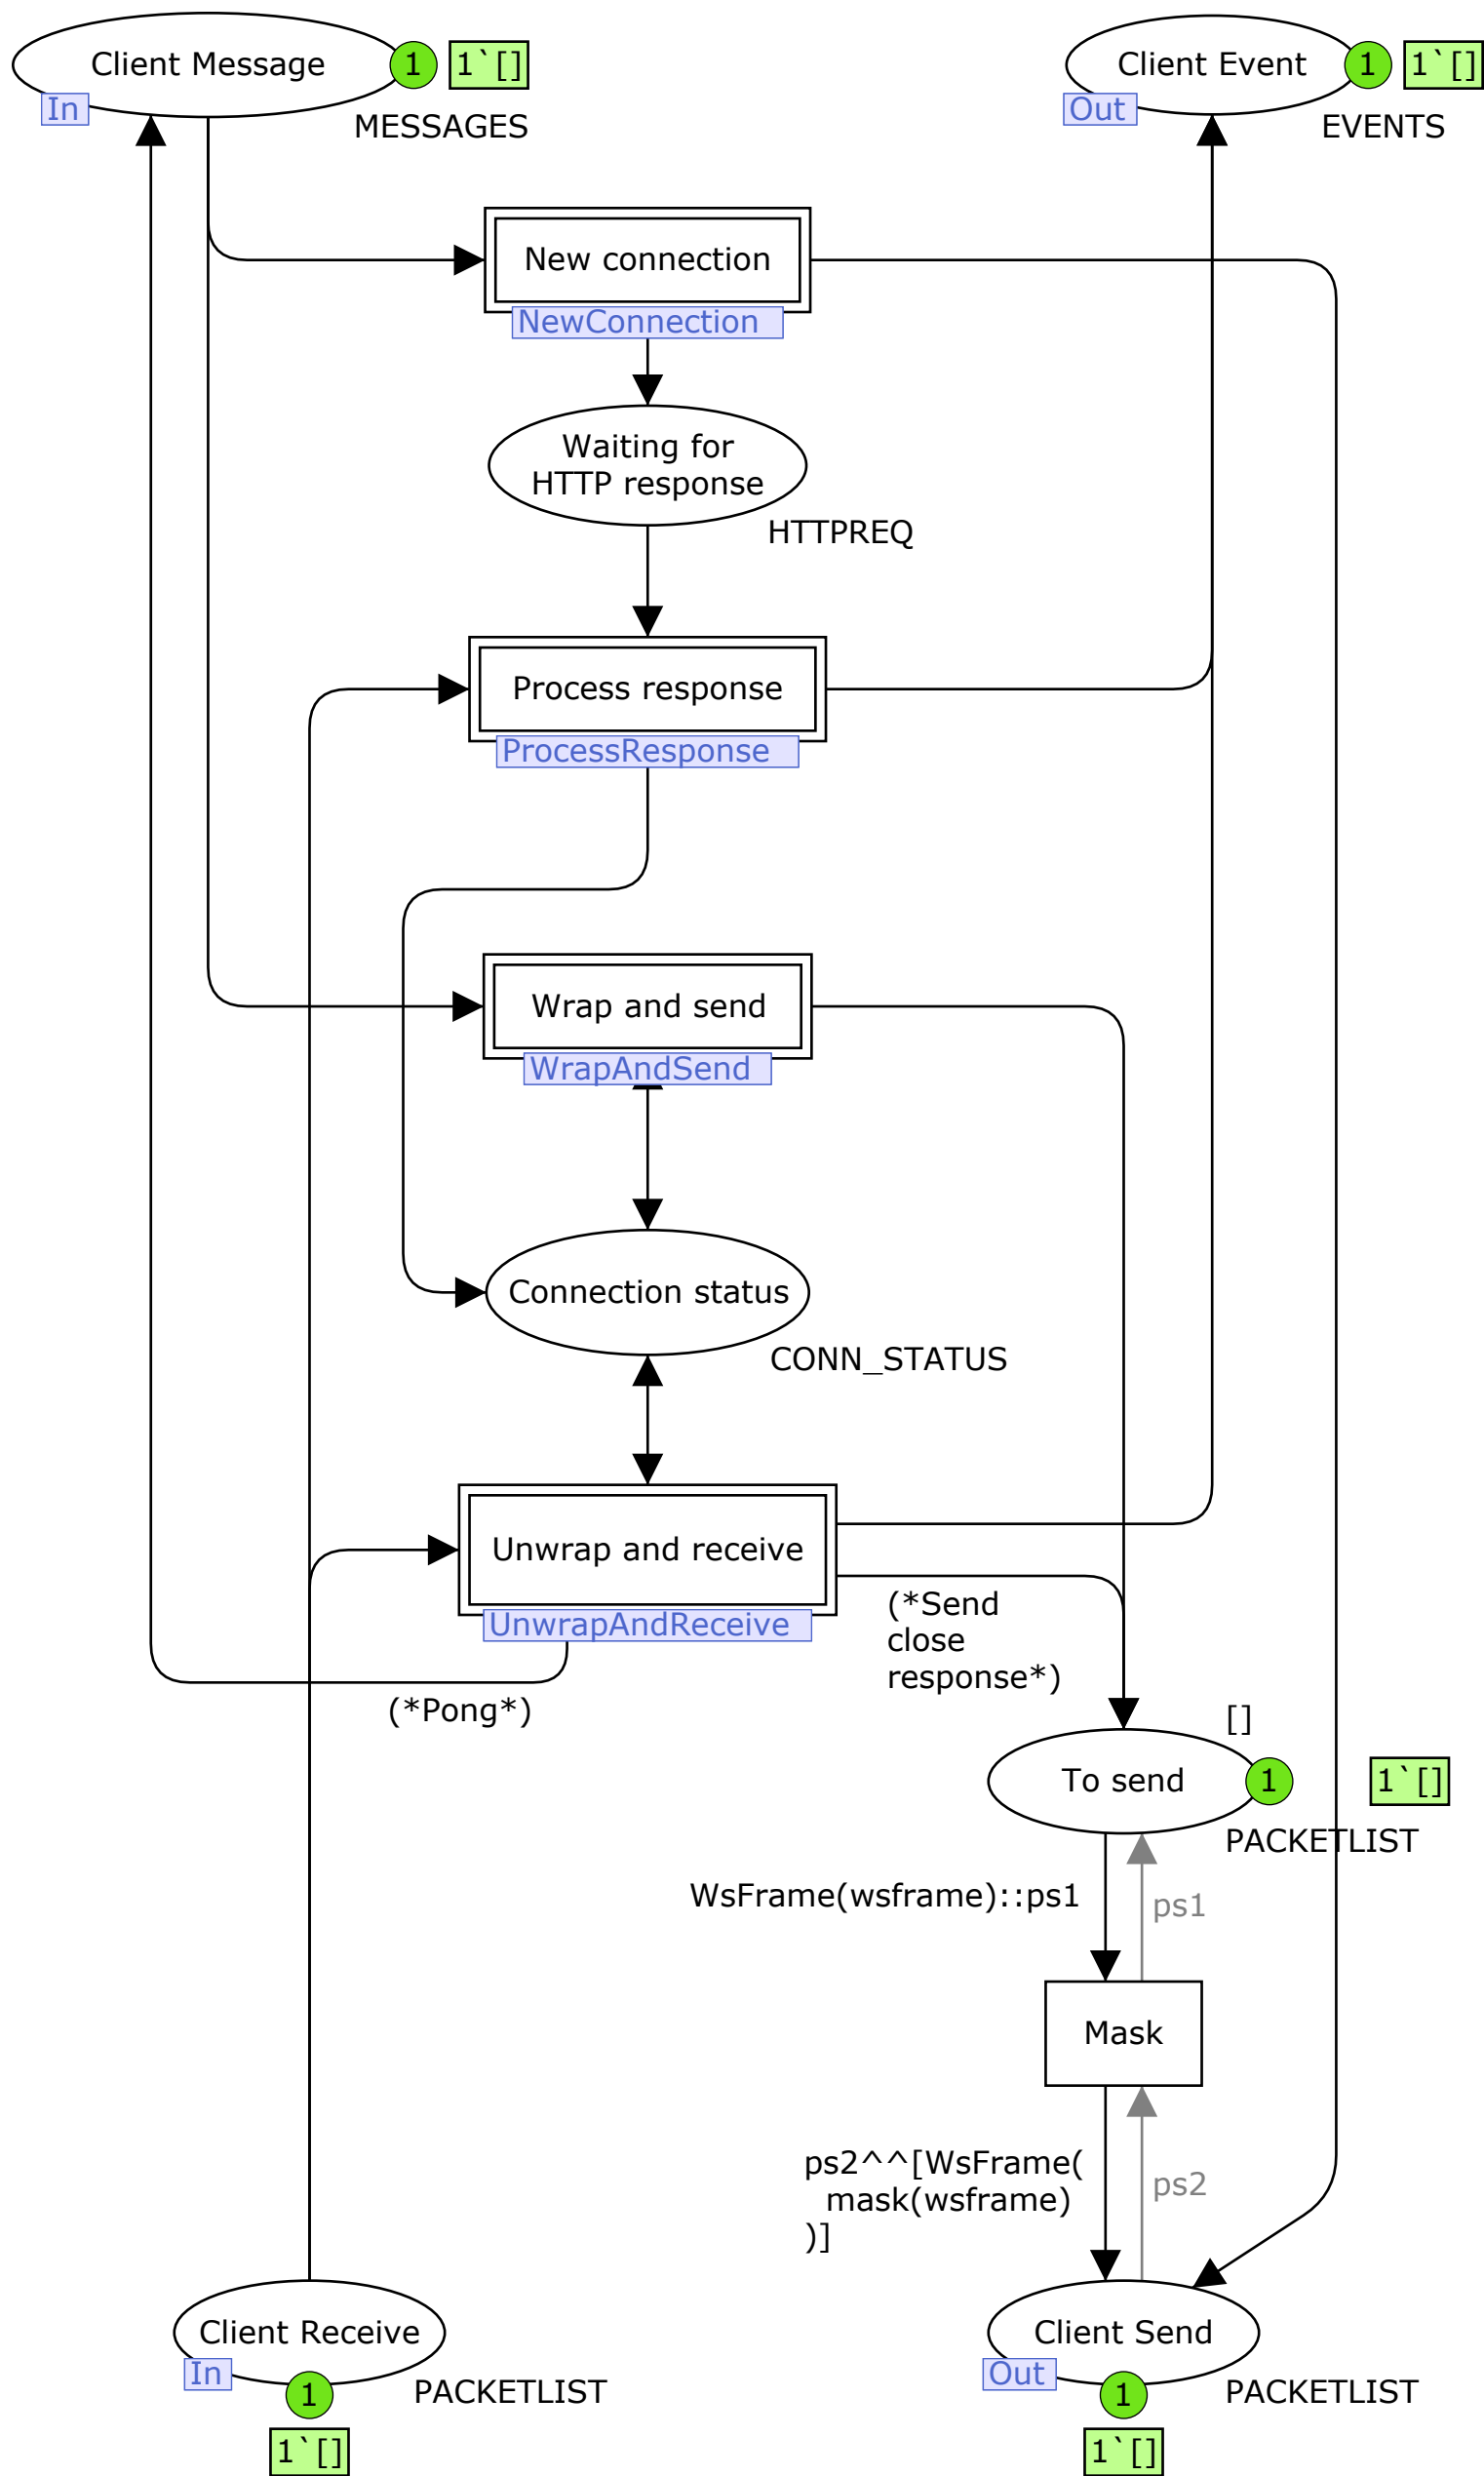 Client Message
1
1`[]
In
MESSAGES
Client Event
1
1`[]
Out
EVENTS
New connection
NewConnection
Waiting for
HTTP response
HTTPREQ
Process response
ProcessResponse
Wrap and send
WrapAndSend
Connection status
CONN_STATUS
Unwrap and receive
UnwrapAndReceive
(*Send
close
response*)
(*Pong*)
[]
To send
1
1`[]
PACKETLIST
WsFrame(wsframe)::ps1
ps1
Mask
ps2^^[WsFrame(
mask(wsframe)
)]
ps2
Client Receive
In
1
PACKETLIST
1`[]
Client Send
Out
1
PACKETLIST
1`[]